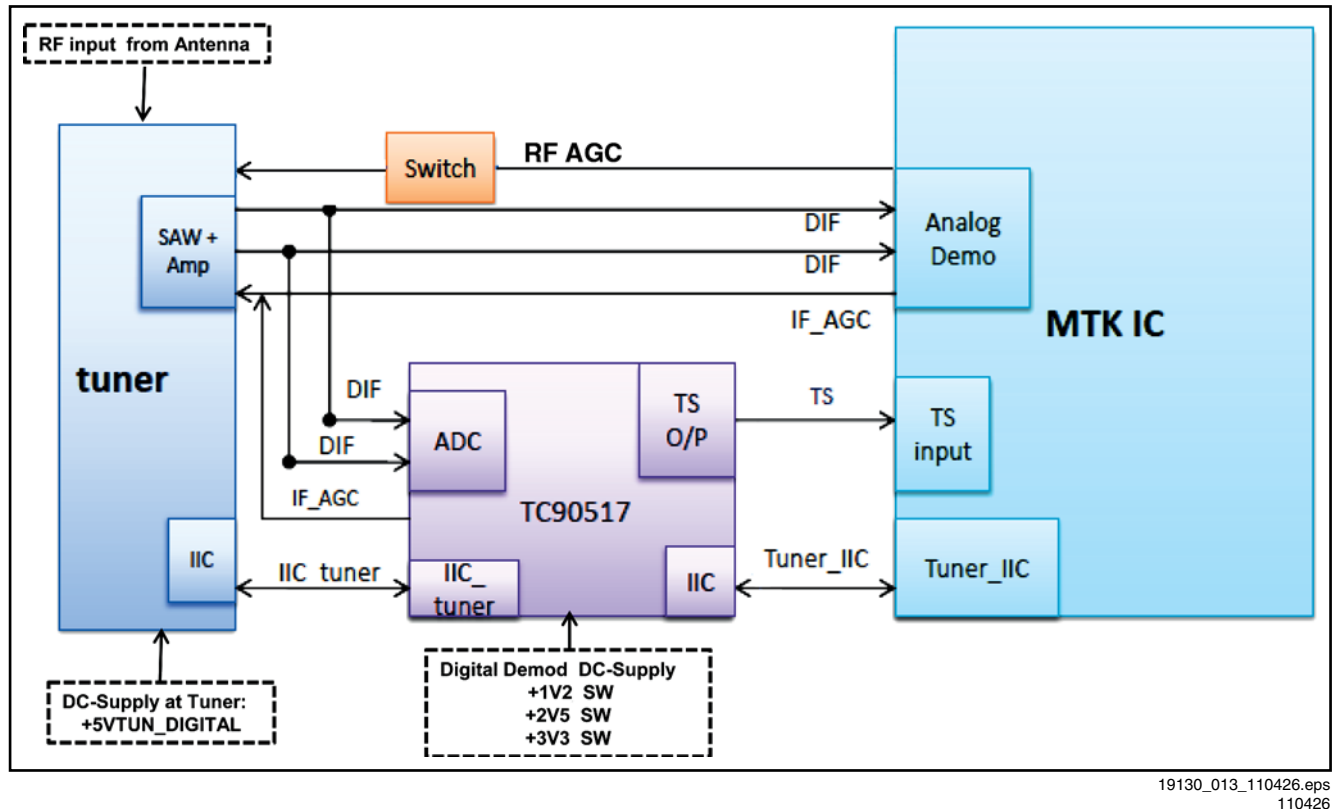 RF input from Antenna
Switch
RF AGC
SAW +
Amp
DIF
DIF
IF_AGC
Analog
Demo
MTK IC
tuner
DIF
DIF
IF_AGC
ADC
TS
O/P
TS
TS
input
TC90517
IIC
IIC tuner
IIC_
tuner
IIC
Tuner_IIC
Tuner_IIC
DC-Supply at Tuner:
+5VTUN_DIGITAL
Digital Demod DC-Supply
+1V2 SW
+2V5 SW
+3V3 SW
19130_013_110426.eps
110426